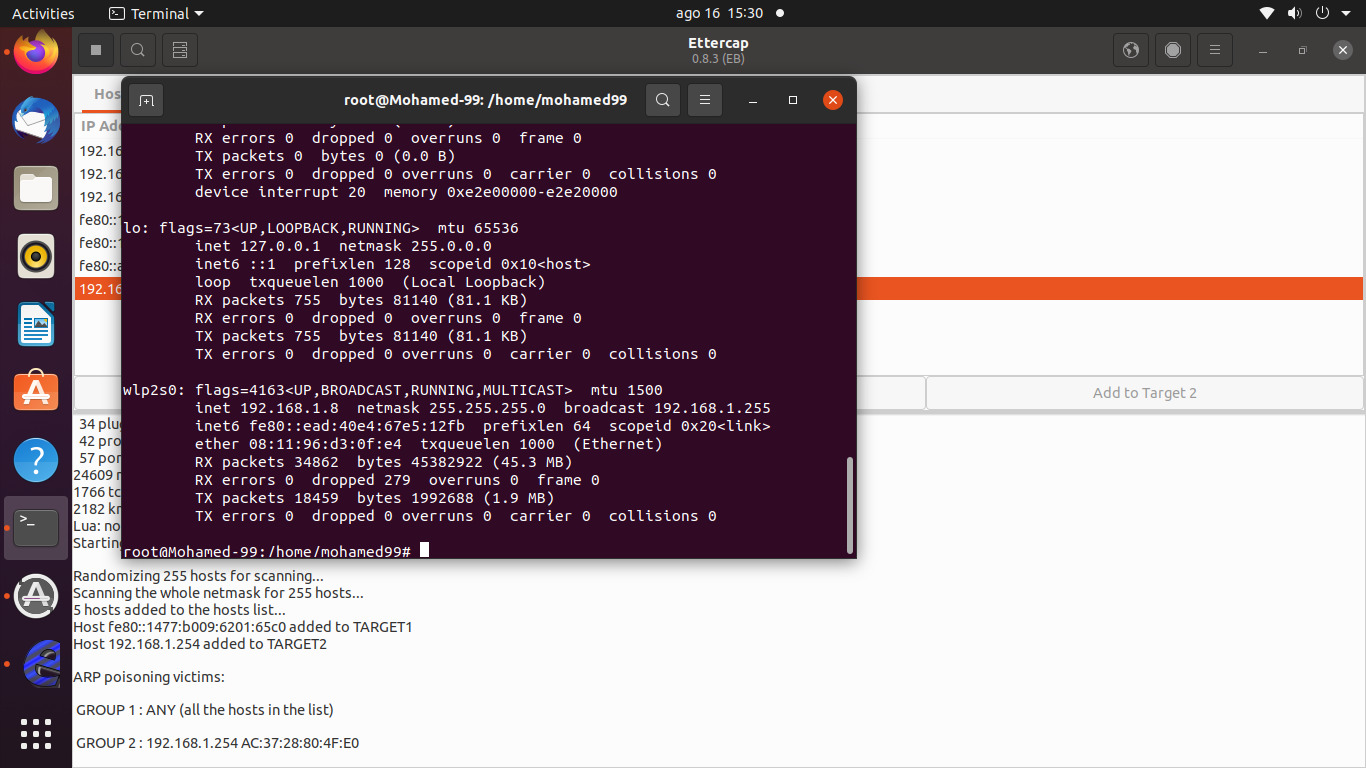 Activities
Terminal
ago 16 15:30
Ettercap
0.8.3 (EB)
root@Mohamed-99: /home/mohamed99
RX errors 0 dropped 0 overruns 0 frame 0
TX packets 0 bytes 0 (0.0 B)
TX errors 0 dropped 0 overruns 0 carrier 0 collisions 0
device interrupt 20 memory 0xe2e00000-e2e20000
lo: flags=73<UP,LOOPBACK,RUNNING> mtu 65536
inet 127.0.0.1 netmask 255.0.0.0
inet6 ::1 prefixlen 128 scopeid 0x10<host>
loop txqueuelen 1000 (Local Loopback)
RX packets 755 bytes 81140 (81.1 KB)
RX errors 0 dropped 0 overruns 0 frame 0
TX packets 755 bytes 81140 (81.1 KB)
TX errors 0 dropped 0 overruns 0 carrier 0 collisions 0
wlp2s0: flags=4163<UP,BROADCAST,RUNNING,MULTICAST> mtu 1500
inet 192.168.1.8 netmask 255.255.255.0 broadcast 192.168.1.255
inet6 fe80::ead:40e4:67e5:12fb prefixlen 64 scopeid 0x20<link>
ether 08:11:96:d3:0f:e4 txqueuelen 1000 (Ethernet)
RX packets 34862 bytes 45382922 (45.3 MB)
RX errors 0 dropped 279 overruns 0 frame 0
TX packets 18459 bytes 1992688 (1.9 MB)
TX errors 0 dropped 0 overruns 0 carrier 0 collisions 0
root@Mohamed-99:/home/mohamed99#
Hos
IP Add
192.16
192.16
192.16
fe80::1
fe80::1
fe80::a
192.16
Add to Target 2
34 plug
42 pro
57 por
24609 m
1766 tc
2182 kn
Lua: no
Starting
Randomizing 255 hosts for scanning...
Scanning the whole netmask for 255 hosts...
5 hosts added to the hosts list...
Host fe80::1477:b009:6201:65c0 added to TARGET1
Host 192.168.1.254 added to TARGET2
ARP poisoning victims:
GROUP 1 : ANY (all the hosts in the list)
GROUP 2 : 192.168.1.254 AC:37:28:80:4F:E0